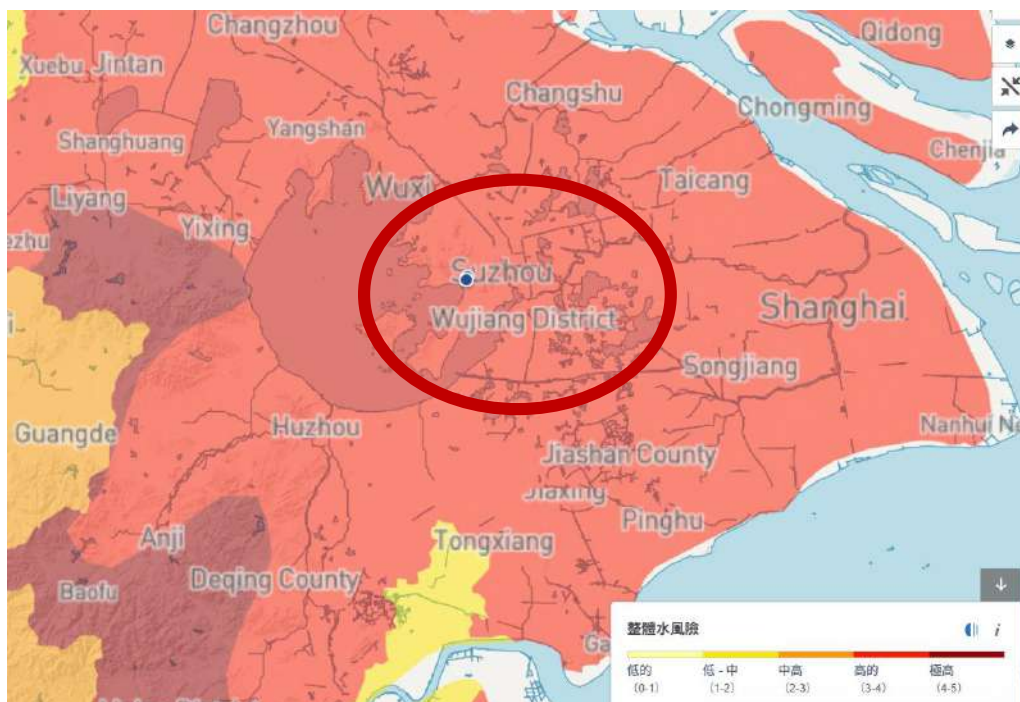 Changzhou
Qidong
Xuebu Jintan
Changshu
Chongming
Yangshan
Shanghuang
Chenjia
Wuxi
Taicang
Liyang
Yixing
ezhu
Suzhou
Wujiang District
Shanghai
Songjiang
Guangde
Huzhou
Nanhui Ne
Jiashan County
Jiaxing
Pinghu
Anji
Tongxiang
Deqing County
Baofu
Ga
整體水風險
i
低的 低 - 中 中高 高的 極高
(0-1) (1-2) (2-3) (3-4) (4-5)